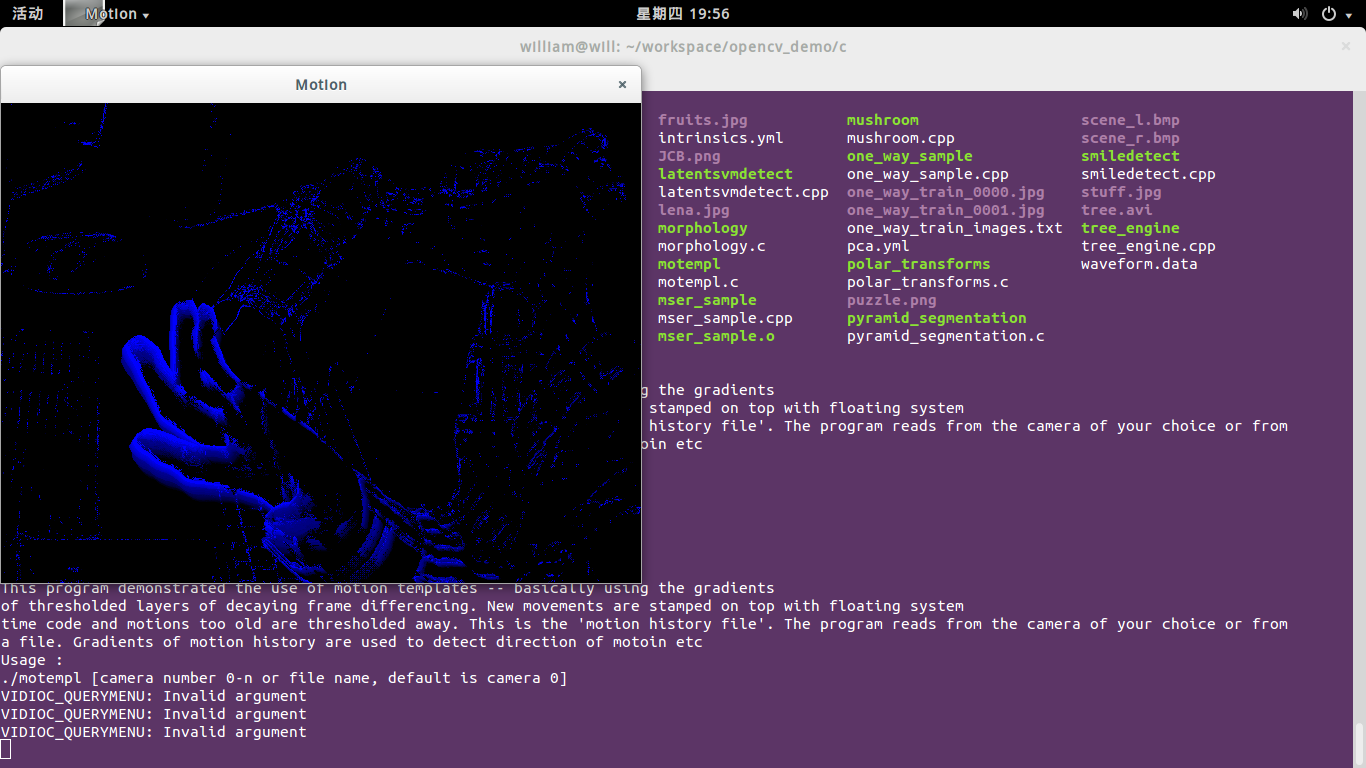 活动 Motion 星期四 19:56
william@will: ~/workspace/opencv_demo/c
Motion
fruits.jpg mushroom scene_l.bmp
intrinsics.yml mushroom.cpp scene_r.bmp
JCB.png one_way_sample smiledetect
latentsvmdetect one_way_sample.cpp smiledetect.cpp
latentsvmdetect.cpp one_way_train_0000.jpg stuff.jpg
lena.jpg one_way_train_0001.jpg tree.avi
morphology one_way_train_images.txt tree_engine
morphology.c pca.yml tree_engine.cpp
motempl polar_transforms waveform.data
motempl.c polar_transforms.c
mser_sample puzzle.png
mser_sample.cpp pyramid_segmentation
mser_sample.o pyramid_segmentation.c
the gradients
stamped on top with floating system
history file'. The program reads from the camera of your choice or from
etc
This program demonstrated the use of motion templates -- basically using the gradients
of thresholded layers of decaying frame differencing. New movements are stamped on top with floating system
time code and motions too old are thresholded away. This is the 'motion history file'. The program reads from the camera of your choice or from
a file. Gradients of motion history are used to detect direction of motoin etc
Usage :
./motempl [camera number 0-n or file name, default is camera 0]
VIDIOC_QUERYMENU: Invalid argument
VIDIOC_QUERYMENU: Invalid argument
VIDIOC_QUERYMENU: Invalid argument